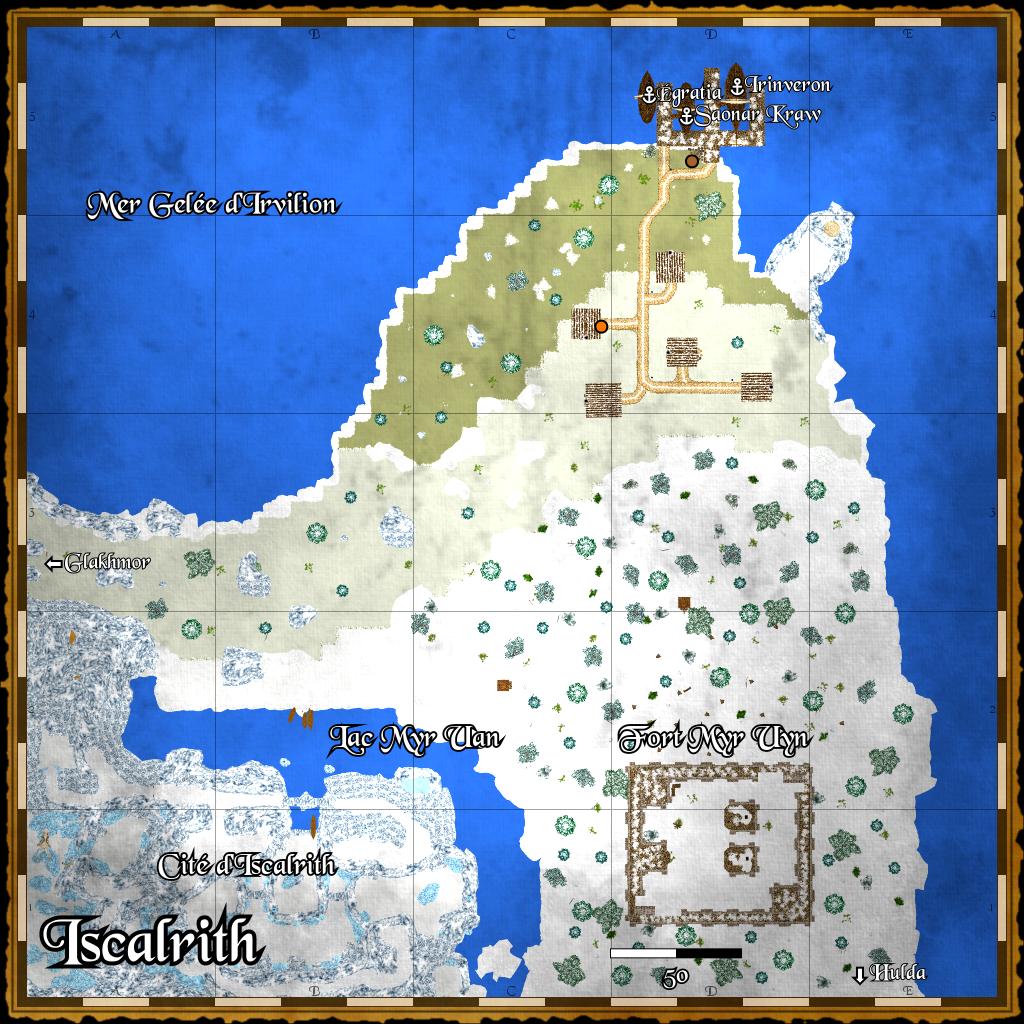 A B C D E
5 5
Egratia
Irinveron
Saonar Kraw
Mer Gelée d'Irvilion
4 4
3 3
Glakhmor
2 2
Lac Myr Uan
Fort Myr Uyn
Cité d'Iscalrith
1 1
Iscalrith
50
Hulda
B C D E